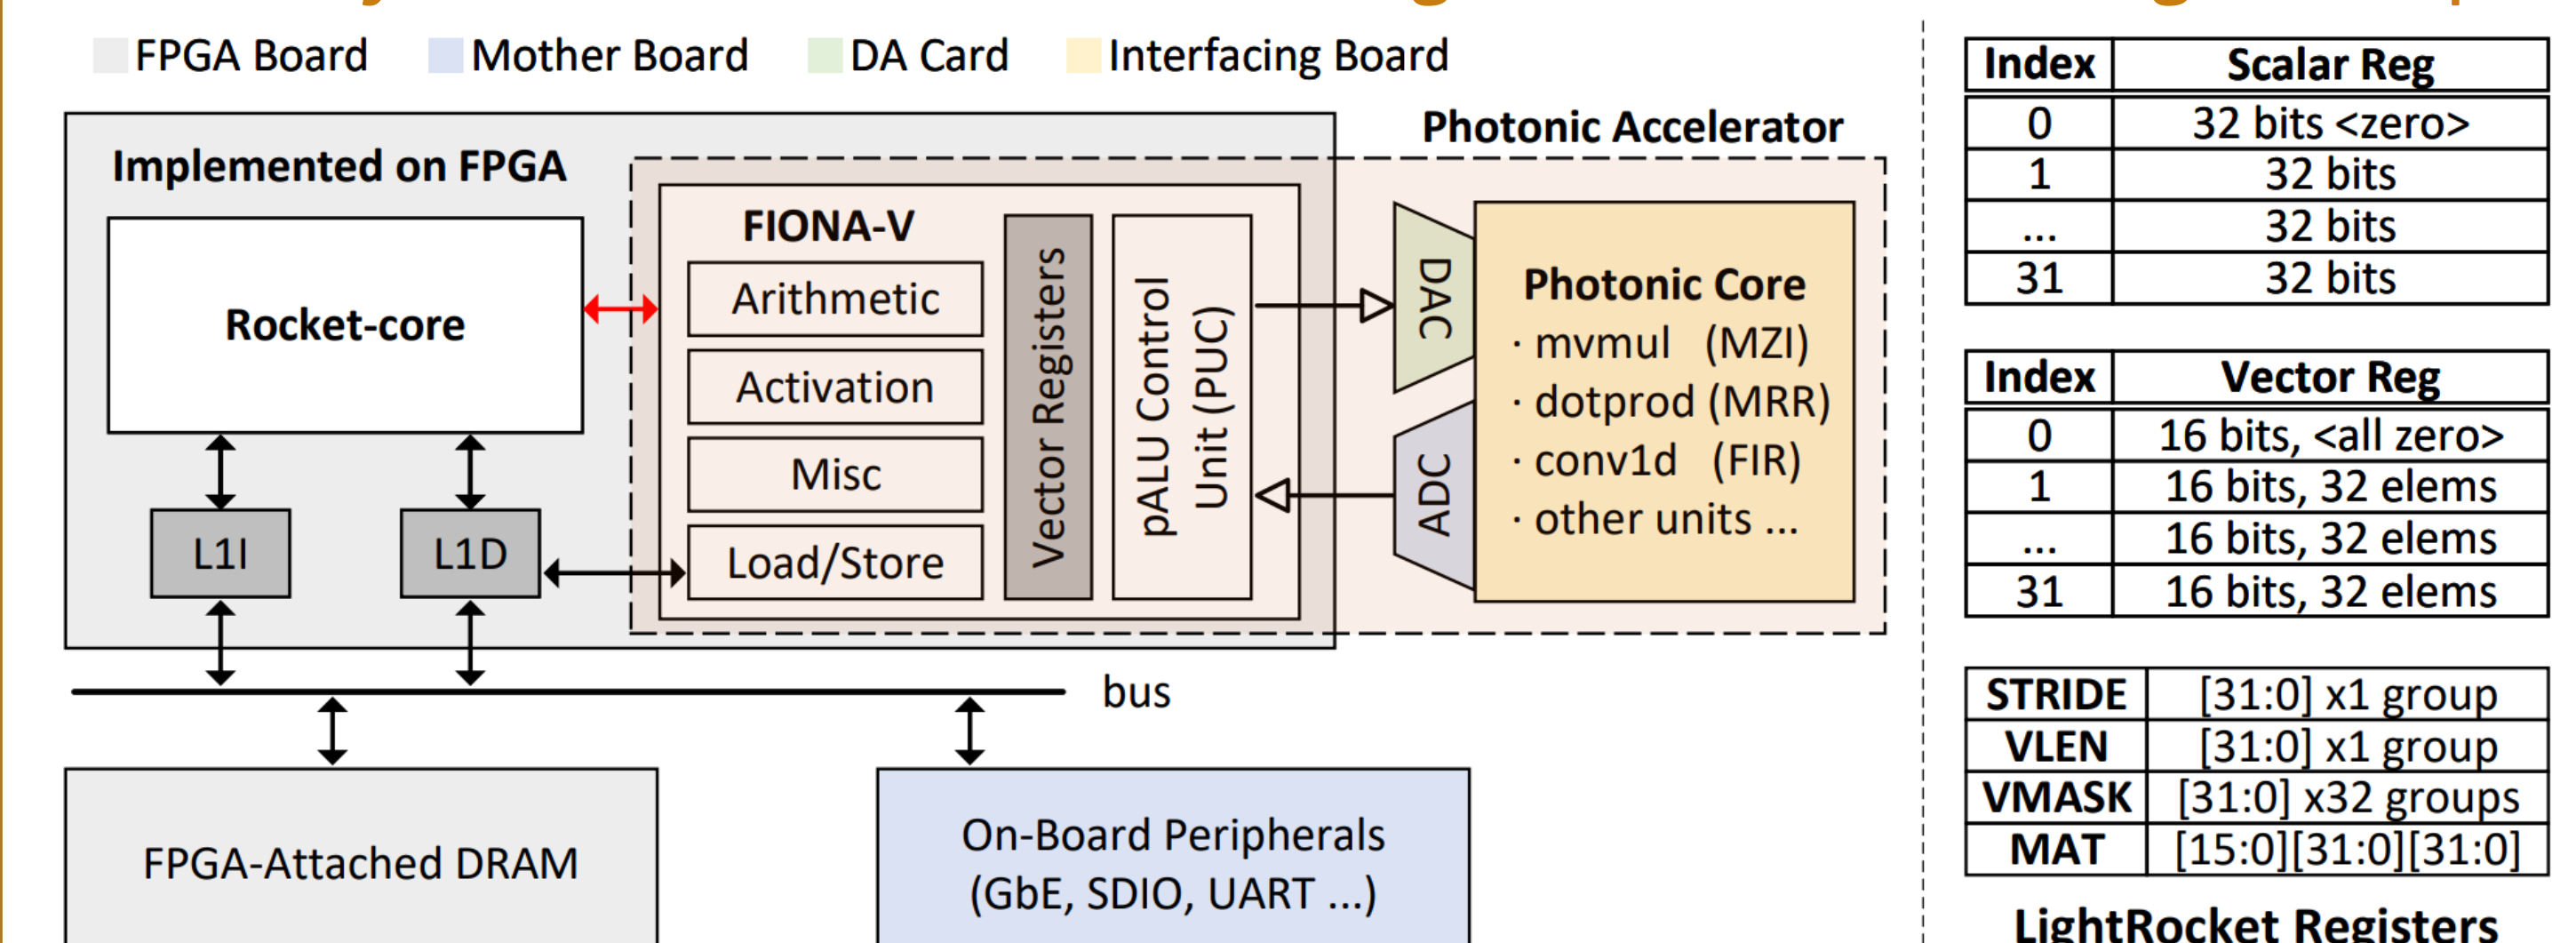 FPGA Board Mother Board DA Card Interfacing Board
Photonic Accelerator
Implemented on FPGA
Rocket-core
L1I
L1D
FIONA-V
Arithmetic
Activation
Misc
Load/Store
Vector Registers
pALU Control
Unit (PUC)
DAC
ADC
Photonic Core
· mvmul (MZI)
· dotprod (MRR)
· conv1d (FIR)
· other units ...
bus
FPGA-Attached DRAM
On-Board Peripherals
(GbE, SDIO, UART ...)
Index Scalar Reg
0 32 bits <zero>
1 32 bits
... 32 bits
31 32 bits
Index Vector Reg
0 16 bits, <all zero>
1 16 bits, 32 elems
... 16 bits, 32 elems
31 16 bits, 32 elems
STRIDE [31:0] x1 group
VLEN [31:0] x1 group
VMASK [31:0] x32 groups
MAT [15:0][31:0][31:0]
LightRocket Registers